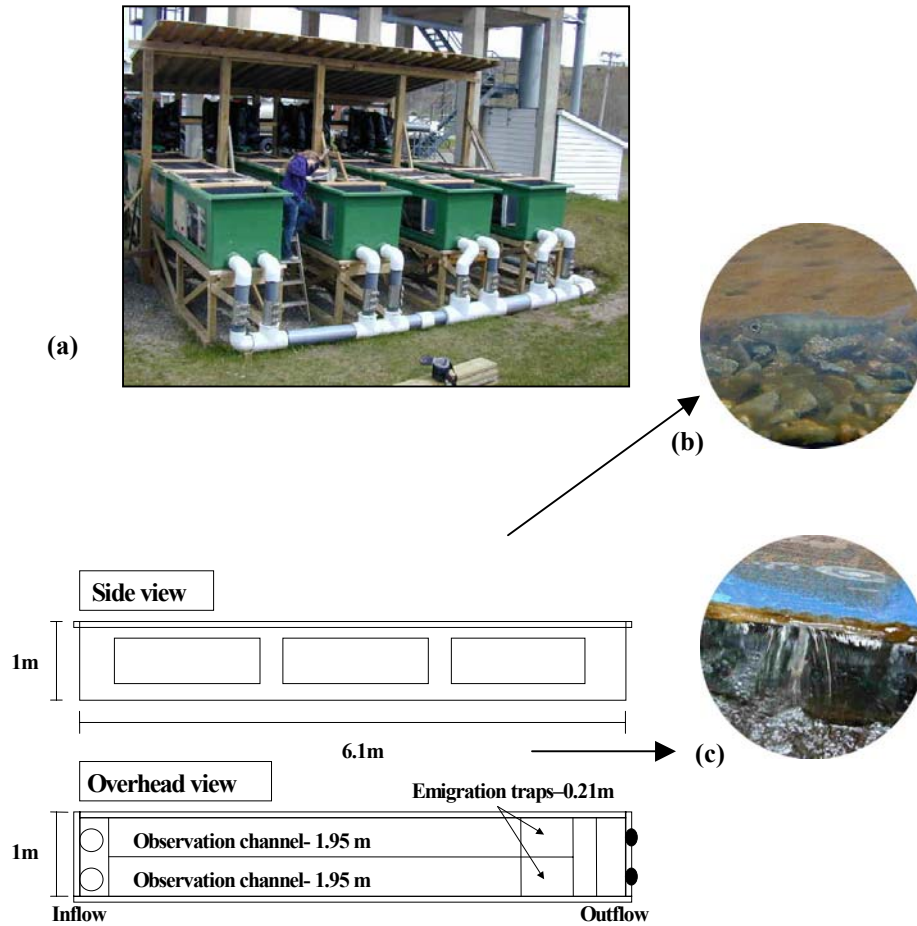 (a)
(b)
Side view
1m
6.1m
(c)
Overhead view
Emigration traps–0.21m
1m
Observation channel- 1.95 m
Observation channel- 1.95 m
Inflow
Outflow